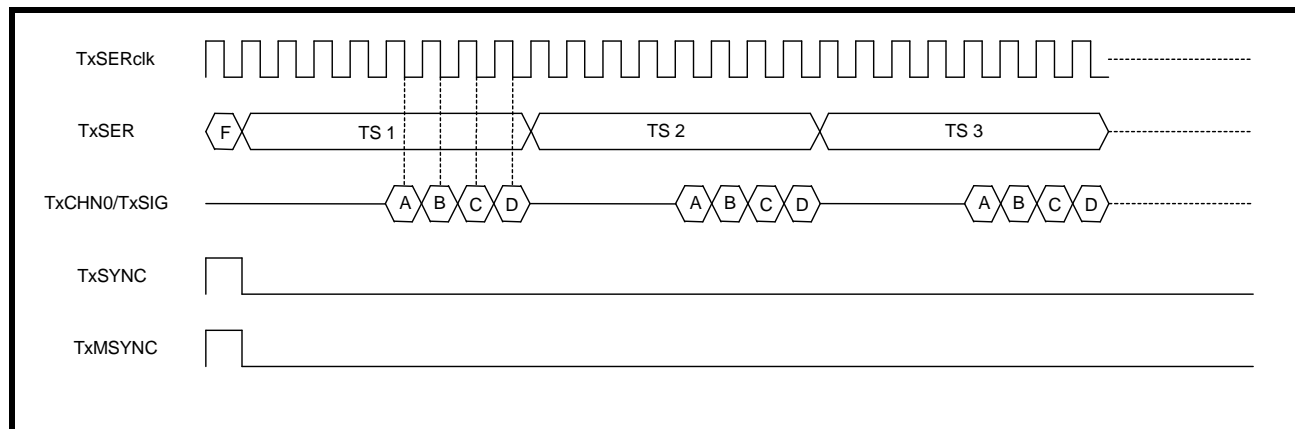 TxSERclk
TxSER F TS 1 TS 2 TS 3
TxCHN0/TxSIG A B C D A B C D A B C D
TxSYNC
TxMSYNC